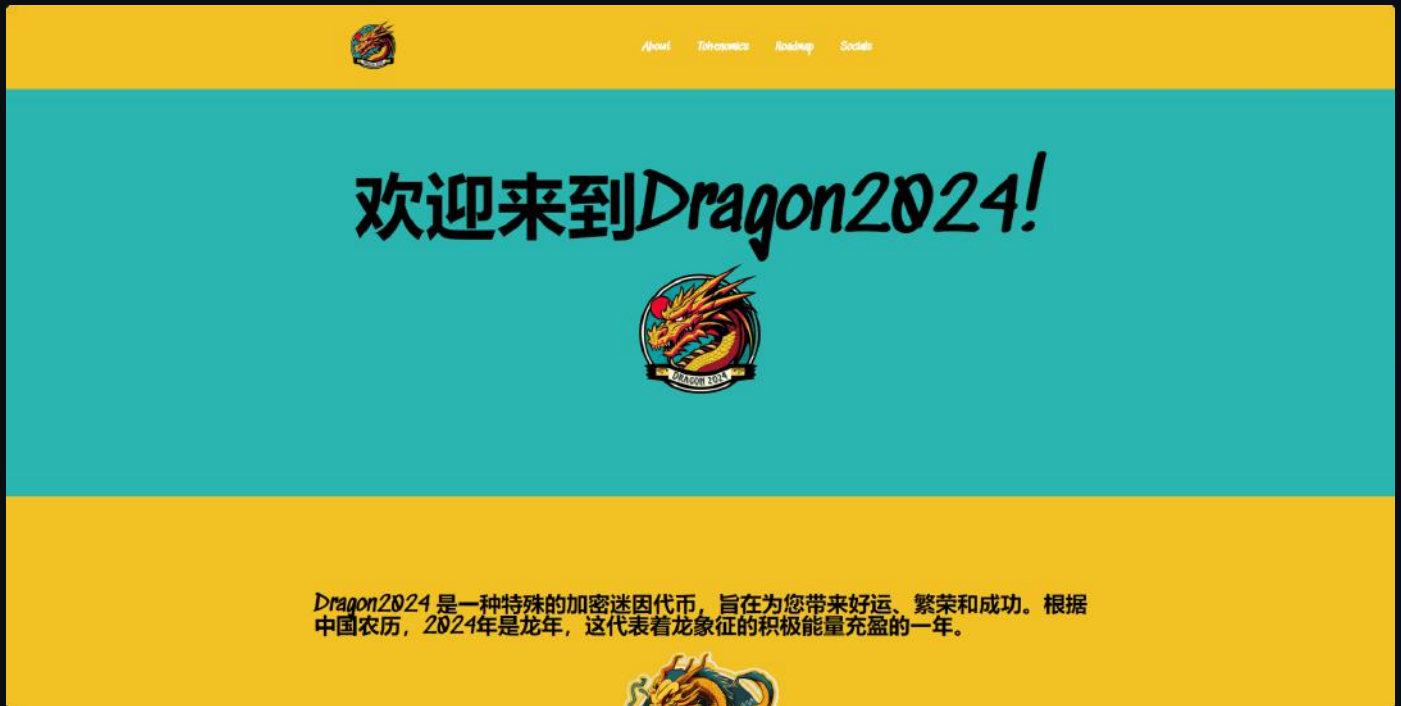 About Tokenomics Roadmap Socials
欢迎来到Dragon2024!
DRAGON 2024
Dragon2024 是一种特殊的加密迷因代币，旨在为您带来好运、繁荣和成功。根据
中国农历，2024年是龙年，这代表着龙象征的积极能量充盈的一年。